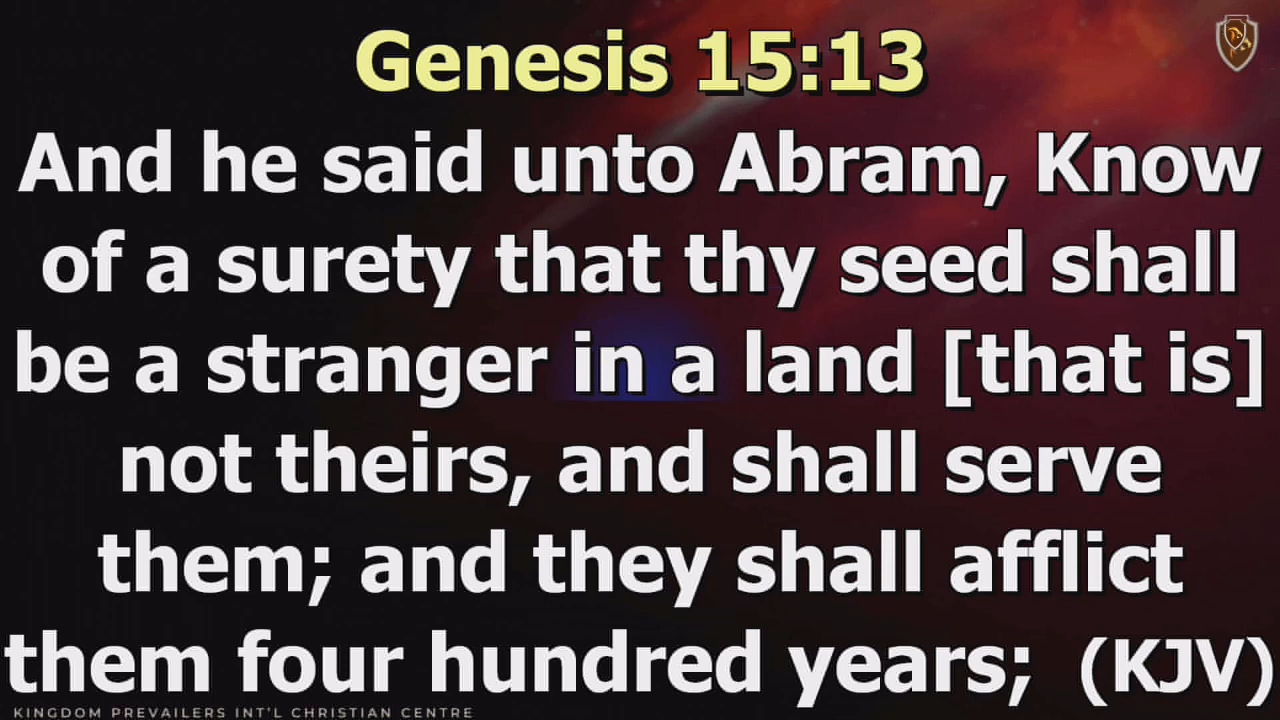 Genesis 15:13
And he said unto Abram, Know
of a surety that thy seed shall
be a stranger in a land [that is]
not theirs, and shall serve
them; and they shall afflict
them four hundred years; (KJV)
KINGDOM PREVAILERS INT'L CHRISTIAN CENTRE